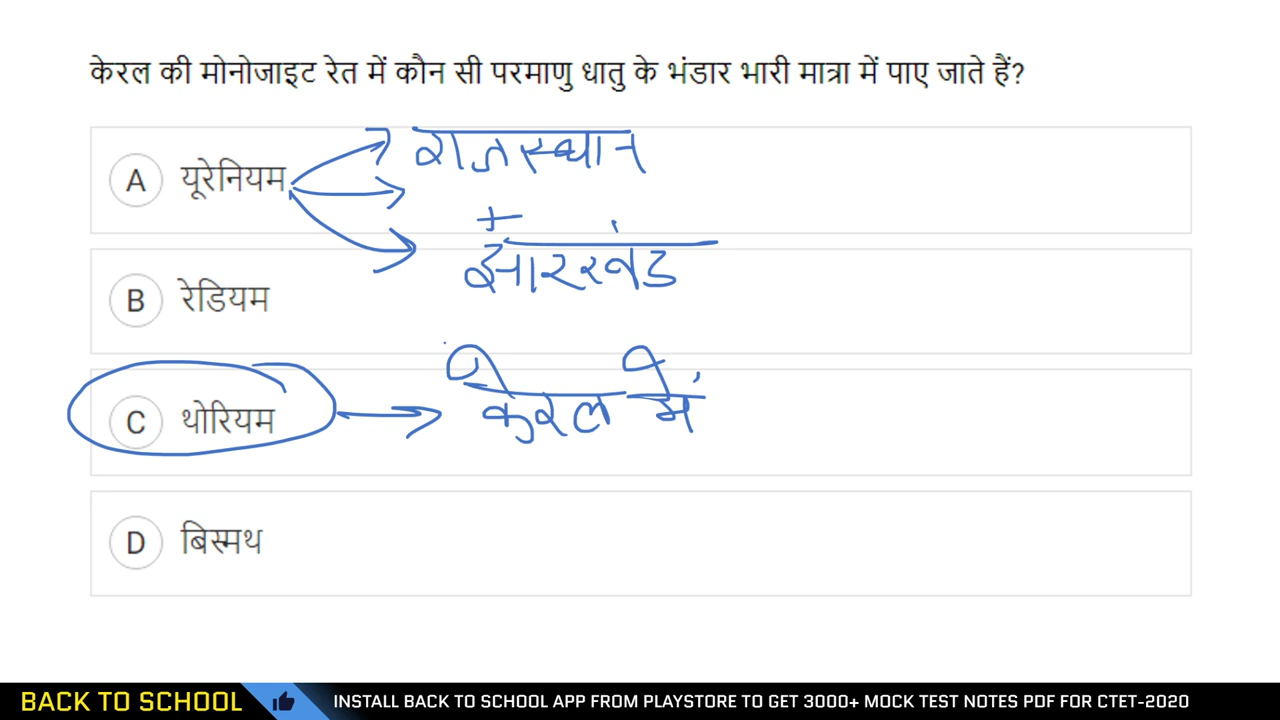 केरल की मोनोजाइट रेत में कौन सी परमाणु धातु के भंडार भारी मात्रा में पाए जाते हैं?
A यूरेनियम
राजस्थान
+
झारखंड
B रेडियम
C थोरियम
केरल में
D बिस्मथ
BACK TO SCHOOL
INSTALL BACK TO SCHOOL APP FROM PLAYSTORE TO GET 3000+ MOCK TEST NOTES PDF FOR CTET-2020